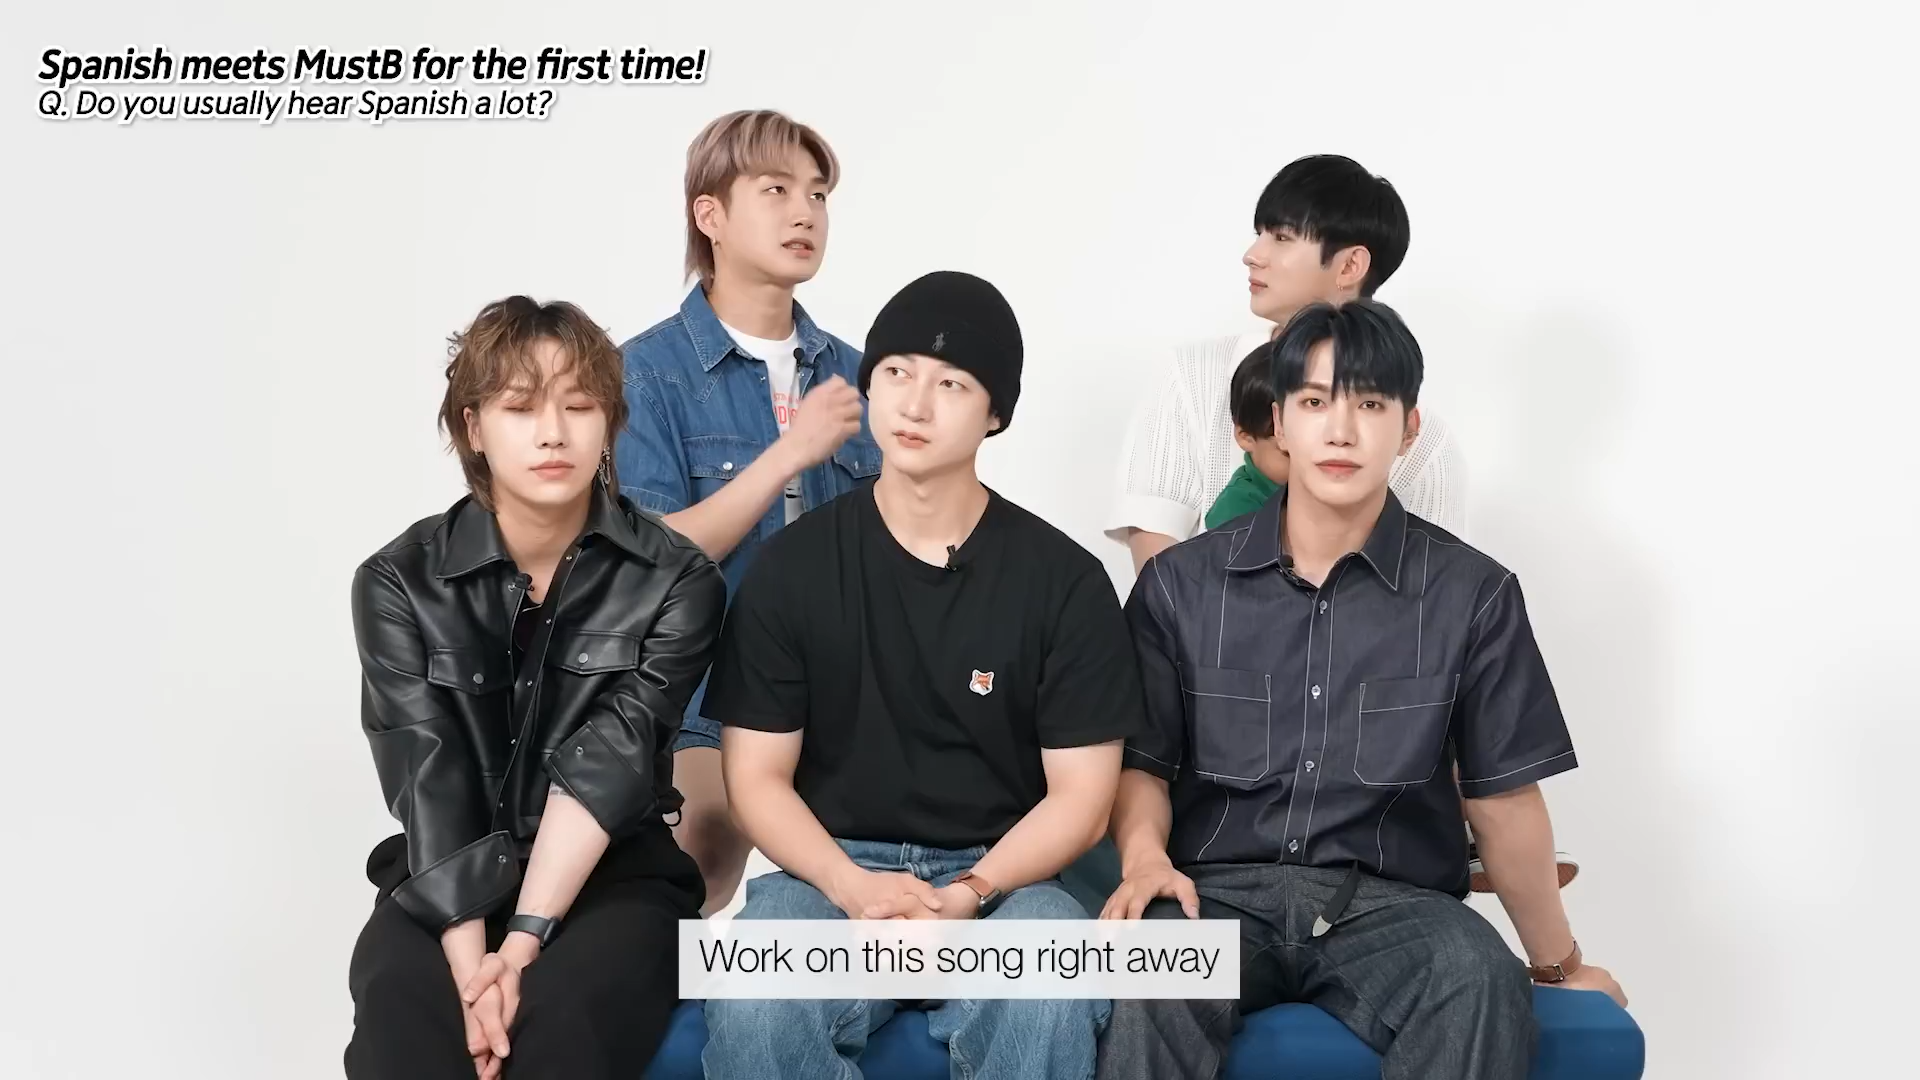 Spanish meets MustB for the first time!
Q. Do you usually hear Spanish a lot?
Work on this song right away